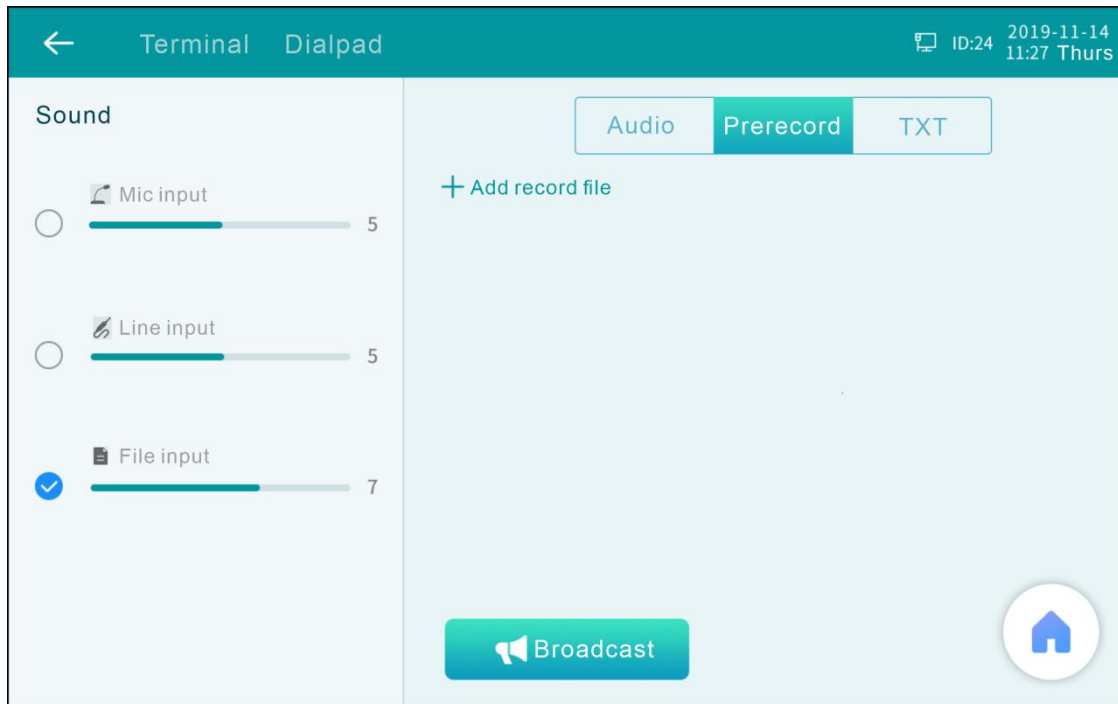 Terminal Dialpad
ID:24
2019-11-14
11:27 Thurs
Sound
Mic input
5
Line input
5
File input
7
Audio Prerecord TXT
Add record file
Broadcast